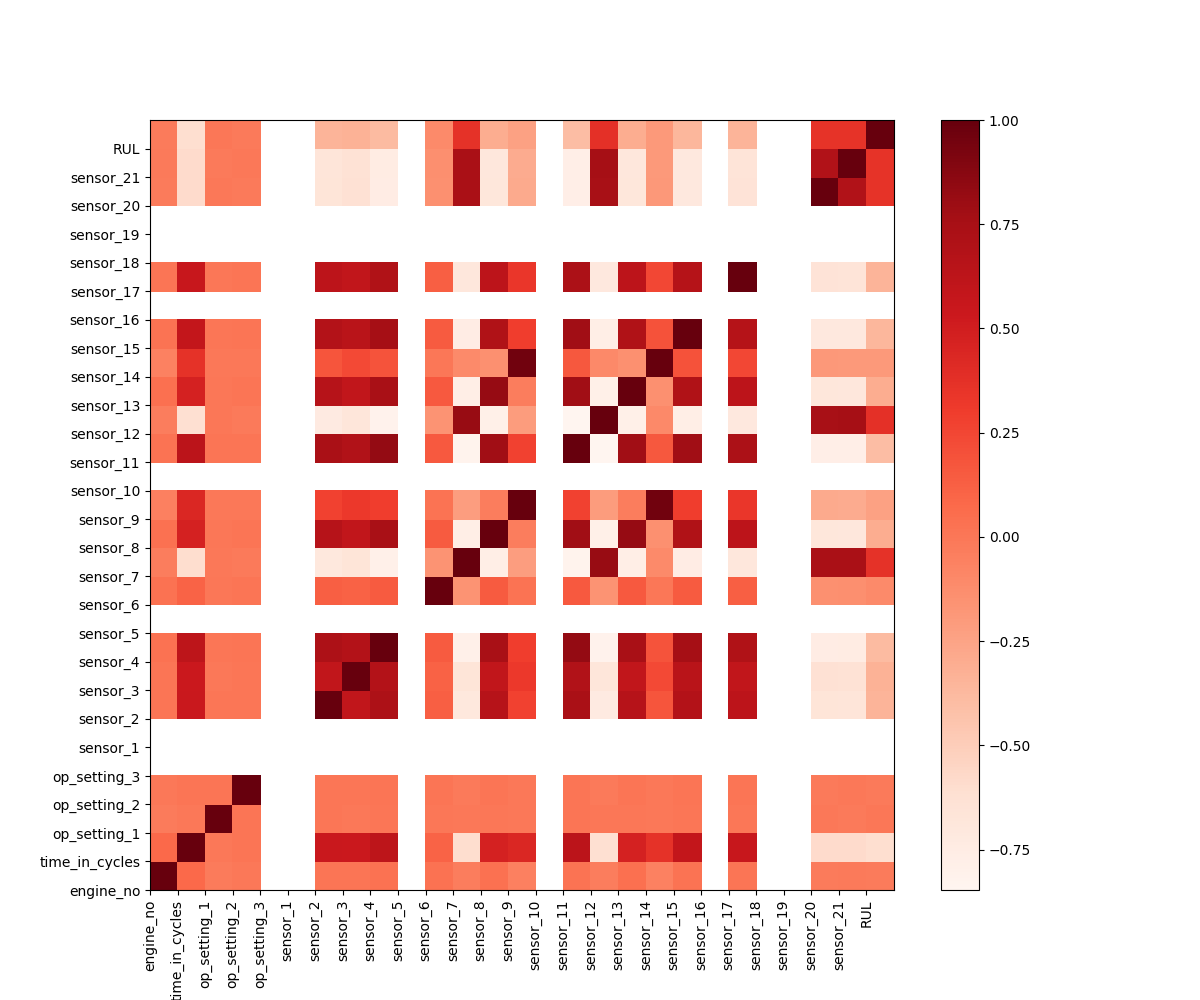 RUL
sensor_21
sensor_20
sensor_19
sensor_18
sensor_17
sensor_16
sensor_15
sensor_14
sensor_13
sensor_12
sensor_11
sensor_10
sensor_9
sensor_8
sensor_7
sensor_6
sensor_5
sensor_4
sensor_3
sensor_2
sensor_1
op_setting_3
op_setting_2
op_setting_1
time_in_cycles
engine_no
engine_no
time_in_cycles
op_setting_1
op_setting_2
op_setting_3
sensor_1
sensor_2
sensor_3
sensor_4
sensor_5
sensor_6
sensor_7
sensor_8
sensor_9
sensor_10
sensor_11
sensor_12
sensor_13
sensor_14
sensor_15
sensor_16
sensor_17
sensor_18
sensor_19
sensor_20
sensor_21
RUL
1.00
0.75
0.50
0.25
0.00
−0.25
−0.50
−0.75